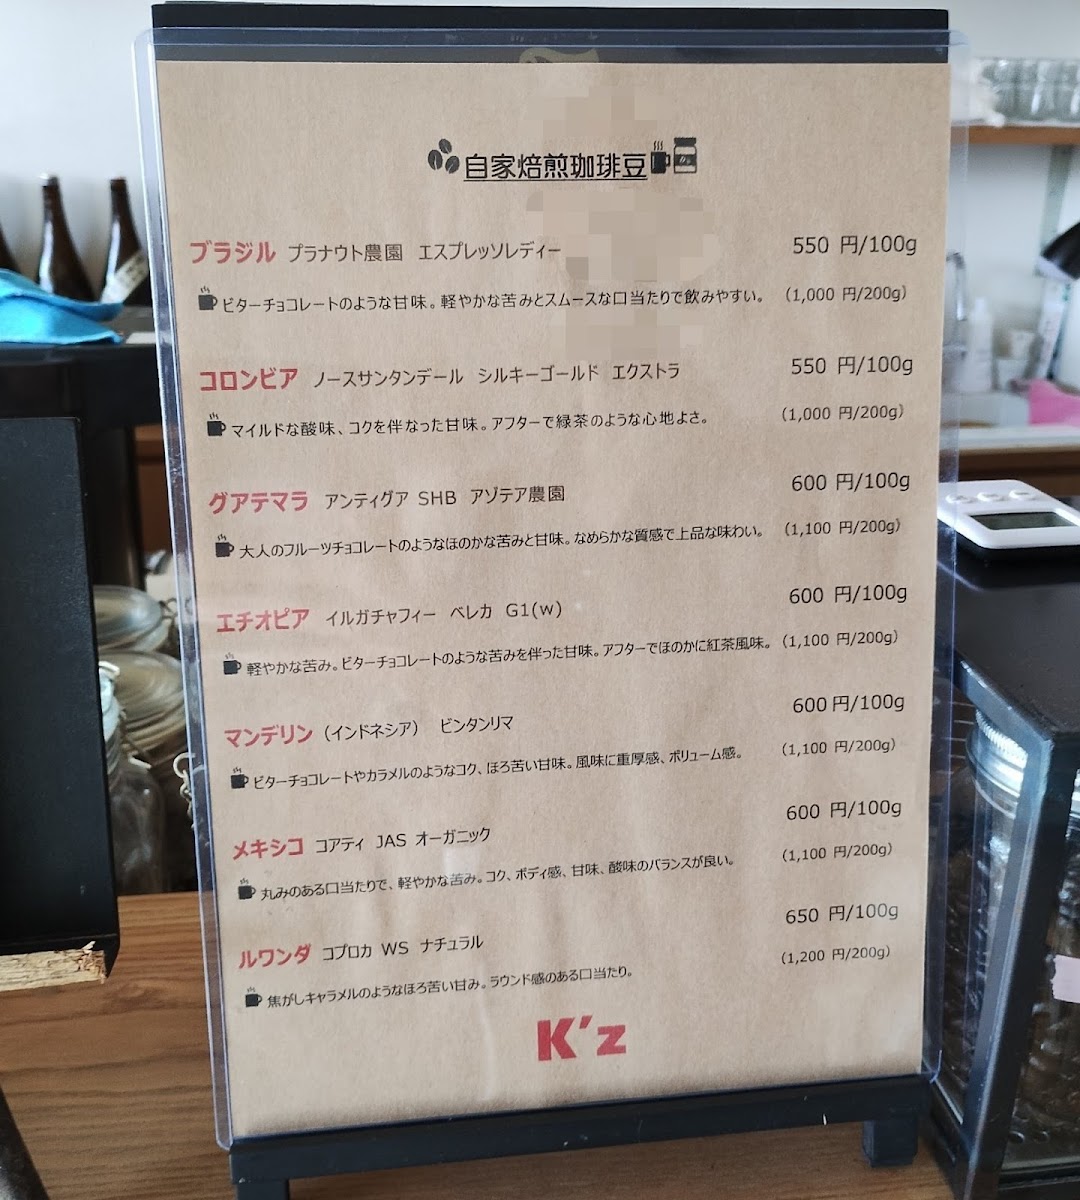 自家焙煎珈琲豆
ブラジル プラナウト農園 エスプレッソレディー 550 円/100g
ビターチョコレートのような甘味。軽やかな苦みとスムースな口当たりで飲みやすい。 (1,000 円/200g)
コロンビア ノースサンタンデール シルキーゴールド エクストラ 550 円/100g
マイルドな酸味、コクを伴なった甘味。アフターで緑茶のような心地よさ。 (1,000 円/200g)
グアテマラ アンティグア SHB アゾテア農園 600 円/100g
大人のフルーツチョコレートのようなほのかな苦みと甘味。なめらかな質感で上品な味わい。 (1,100 円/200g)
エチオピア イルガチャフィー ベレカ G1(w) 600 円/100g
軽やかな苦み。ビターチョコレートのような苦みを伴った甘味。アフターでほのかに紅茶風味。 (1,100 円/200g)
マンデリン (インドネシア) ビンタンリマ 600円/100g
ビターチョコレートやカラメルのようなコク、ほろ苦い甘味。風味に重厚感、ボリューム感。 (1,100 円/200g)
メキシコ コアティ JAS オーガニック 600 円/100g
丸みのある口当たりで、軽やかな苦み。コク、ボディ感、甘味、酸味のバランスが良い。 (1,100 円/200g)
ルワンダ コプロカ WS ナチュラル 650 円/100g
焦がしキャラメルのようなほろ苦い甘み。ラウンド感のある口当たり。 (1,200 円/200g)
K'z